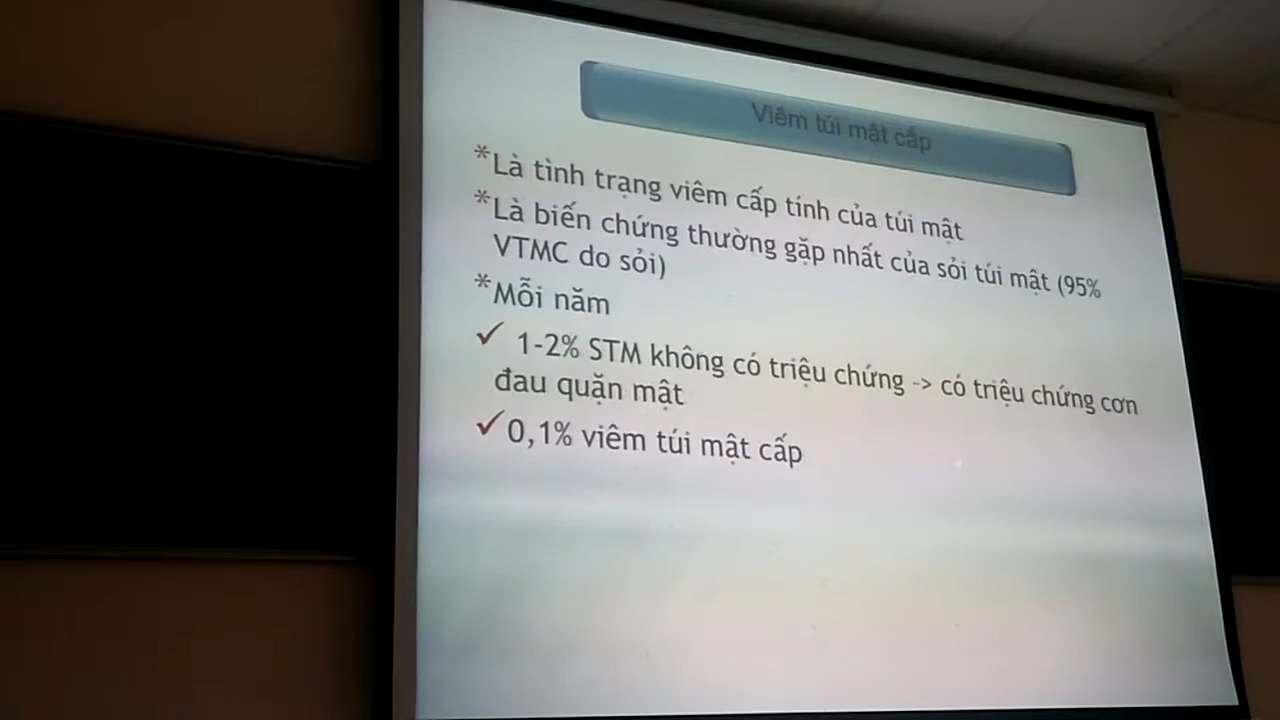 Viêm túi mật cấp
*Là tình trạng viêm cấp tính của túi mật
*Là biến chứng thường gặp nhất của sỏi túi mật (95%
VTMC do sỏi)
*Mỗi năm
✓ 1-2% STM không có triệu chứng -> có triệu chứng cơn
đau quặn mật
✓0,1% viêm túi mật cấp